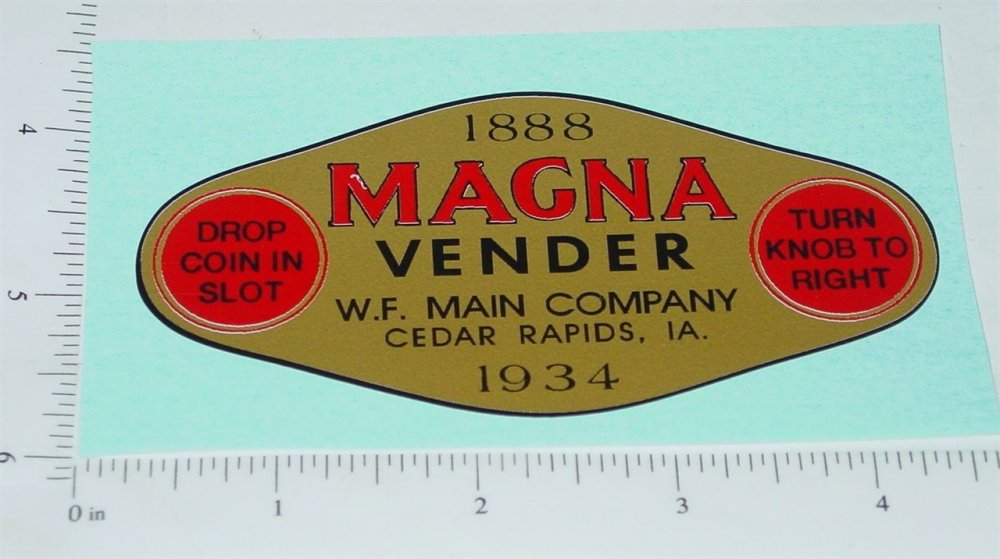 1888
MAGNA
VENDER
W.F. MAIN COMPANY
CEDAR RAPIDS, IA.
1934
DROP
COIN IN
SLOT
TURN
KNOB TO
RIGHT
4
5
6
0 in
1
2
3
4